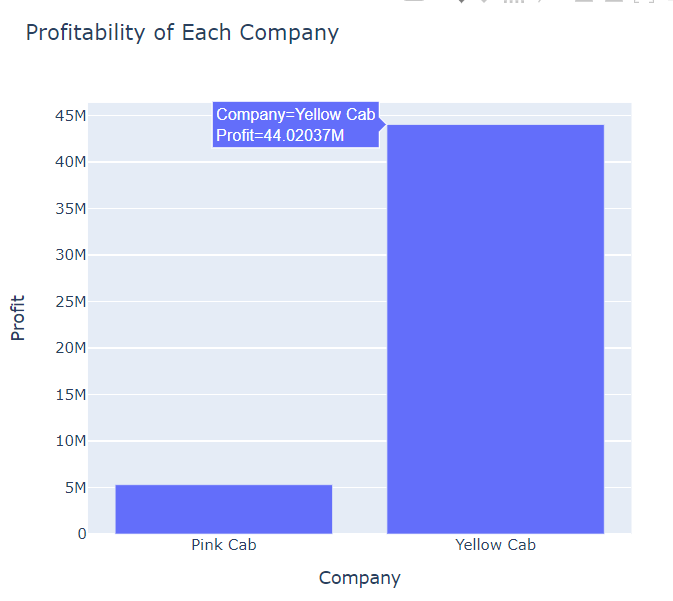 Profitability of Each Company
Company=Yellow Cab
Profit=44.02037M
45M
40M
35M
30M
25M
20M
15M
10M
5M
0
Profit
Pink Cab
Yellow Cab
Company